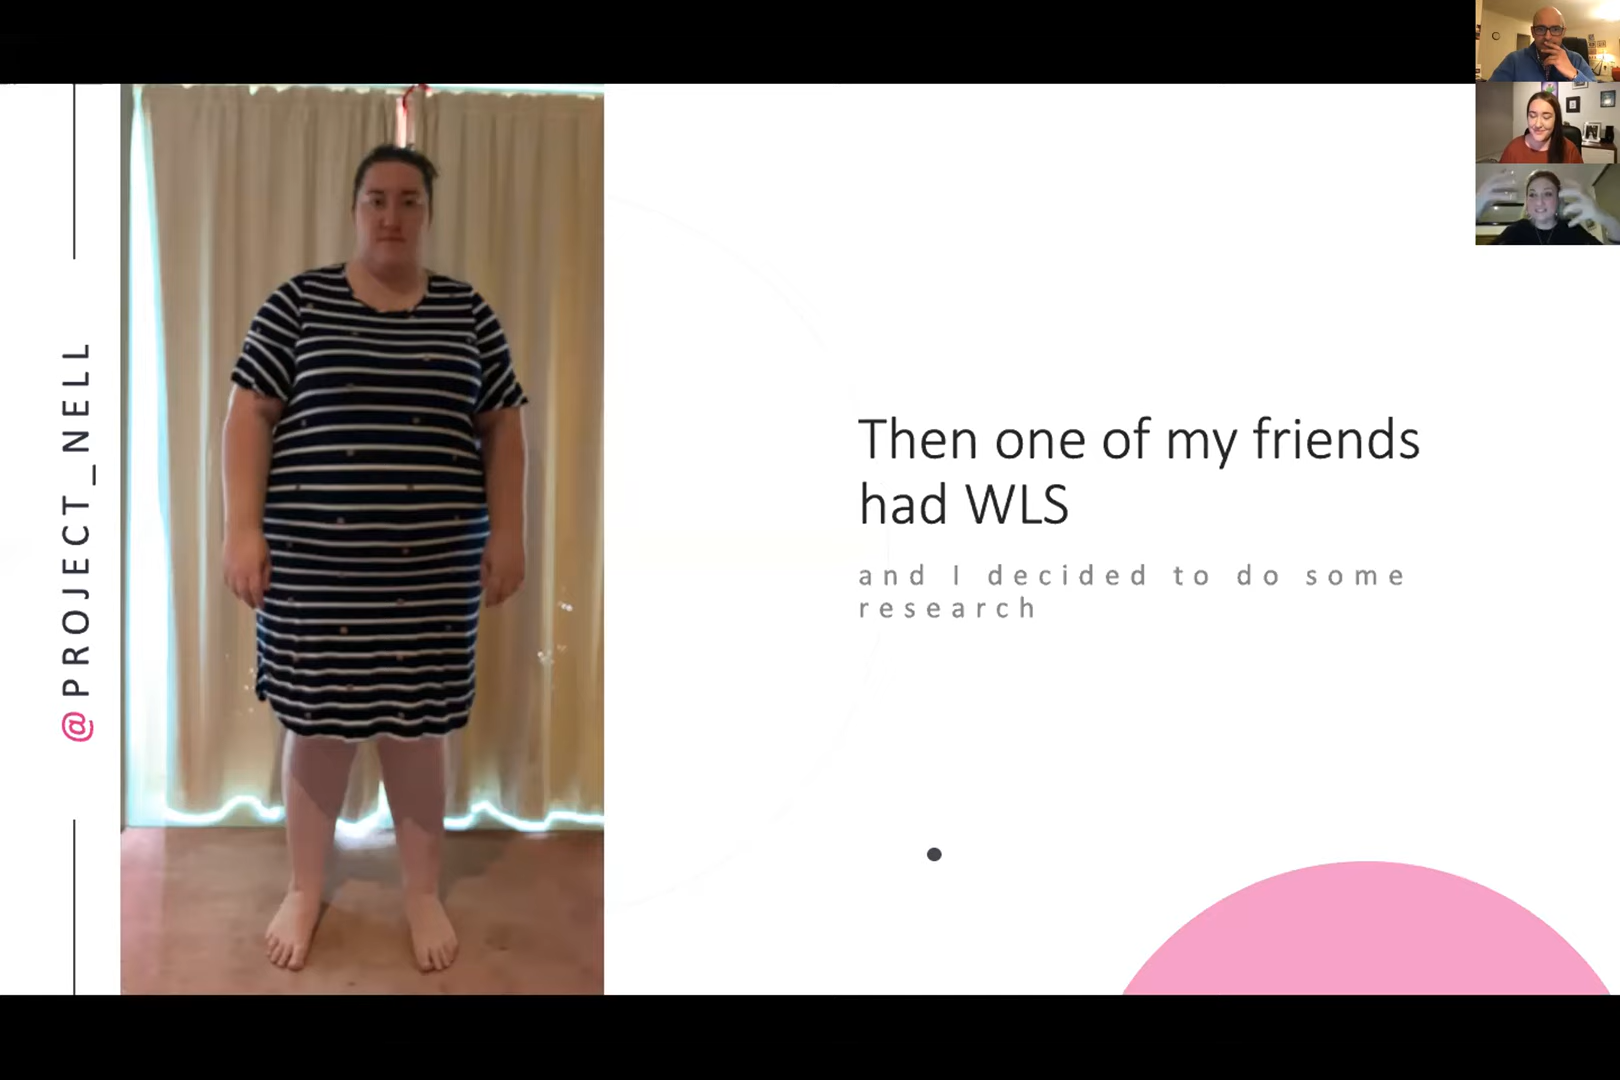 @PROJECT_NELL
Then one of my friends
had WLS
and I decided to do some
research